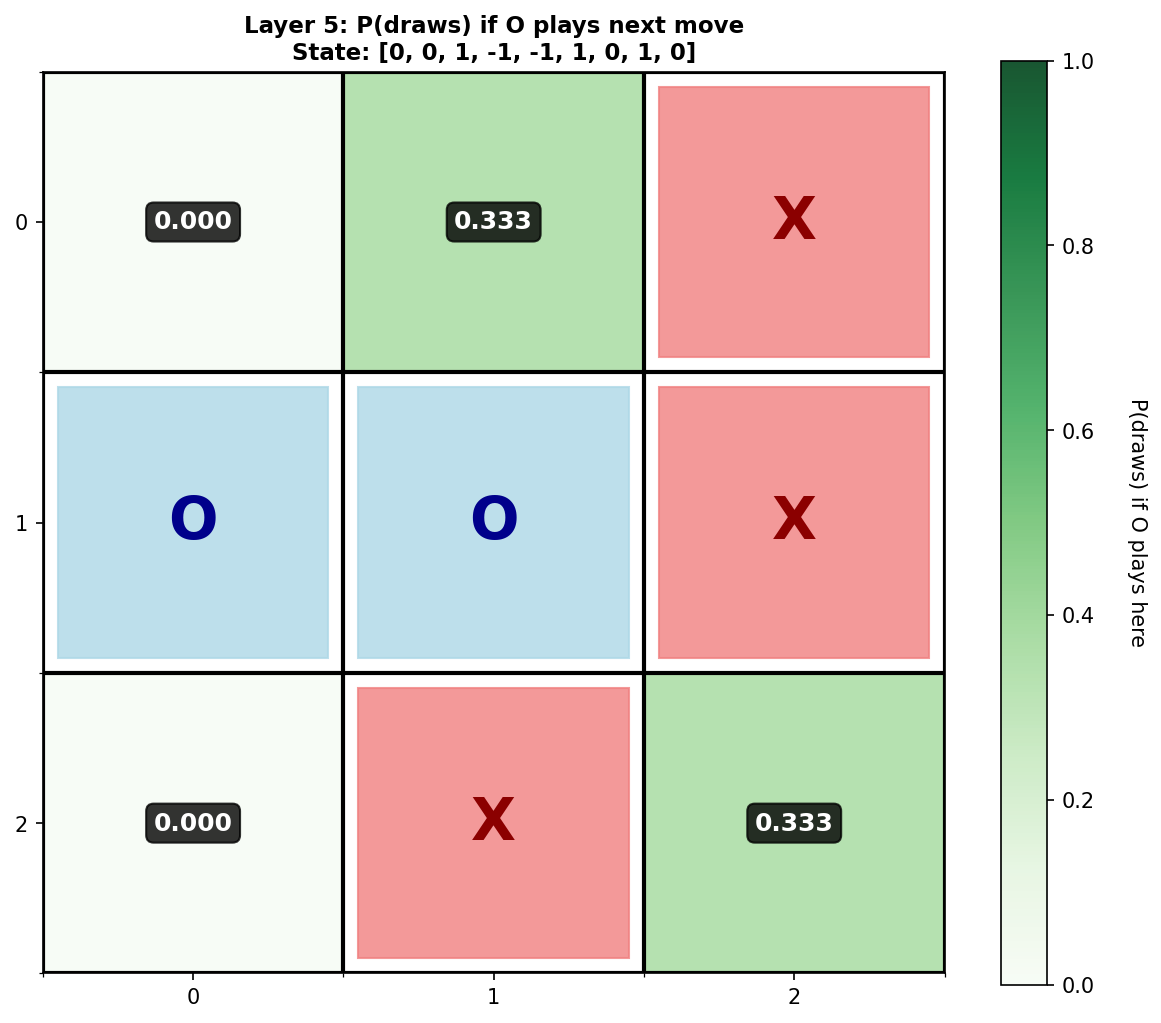 Layer 5: P(draws) if O plays next move
State: [0, 0, 1, -1, -1, 1, 0, 1, 0]
0
0.000
0.333
X
1
O
O
X
2
0.000
X
0.333
0
1
2
1.0
0.8
0.6
0.4
0.2
0.0
P(draws) if O plays here